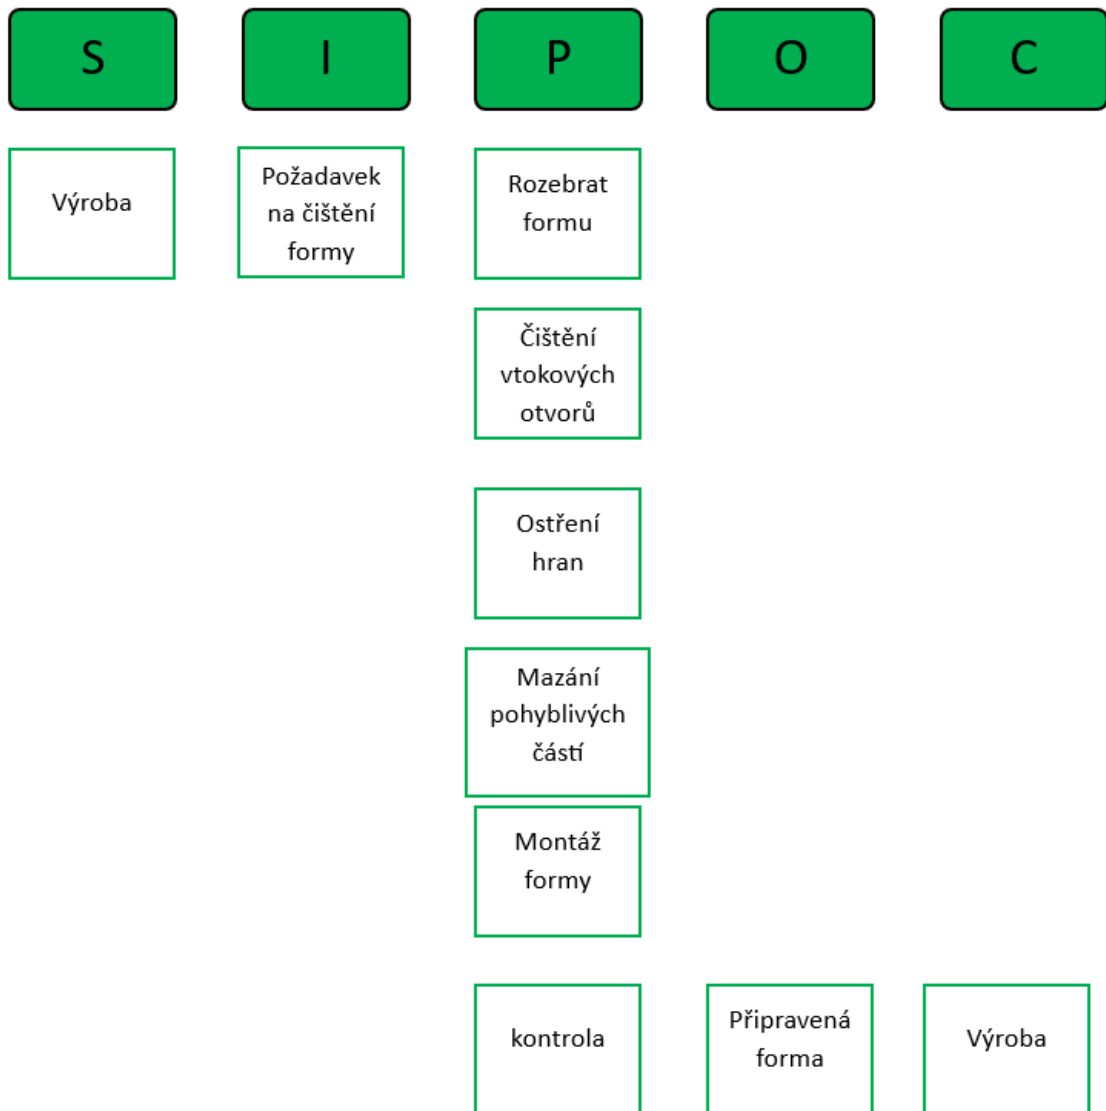 S
I
P
O
C
Výroba
Požadavek
na čištění
formy
Rozebrat
formu
Čištění
vtokových
otvorů
Ostření
hran
Mazání
pohyblivých
částí
Montáž
formy
kontrola
Připravená
forma
Výroba